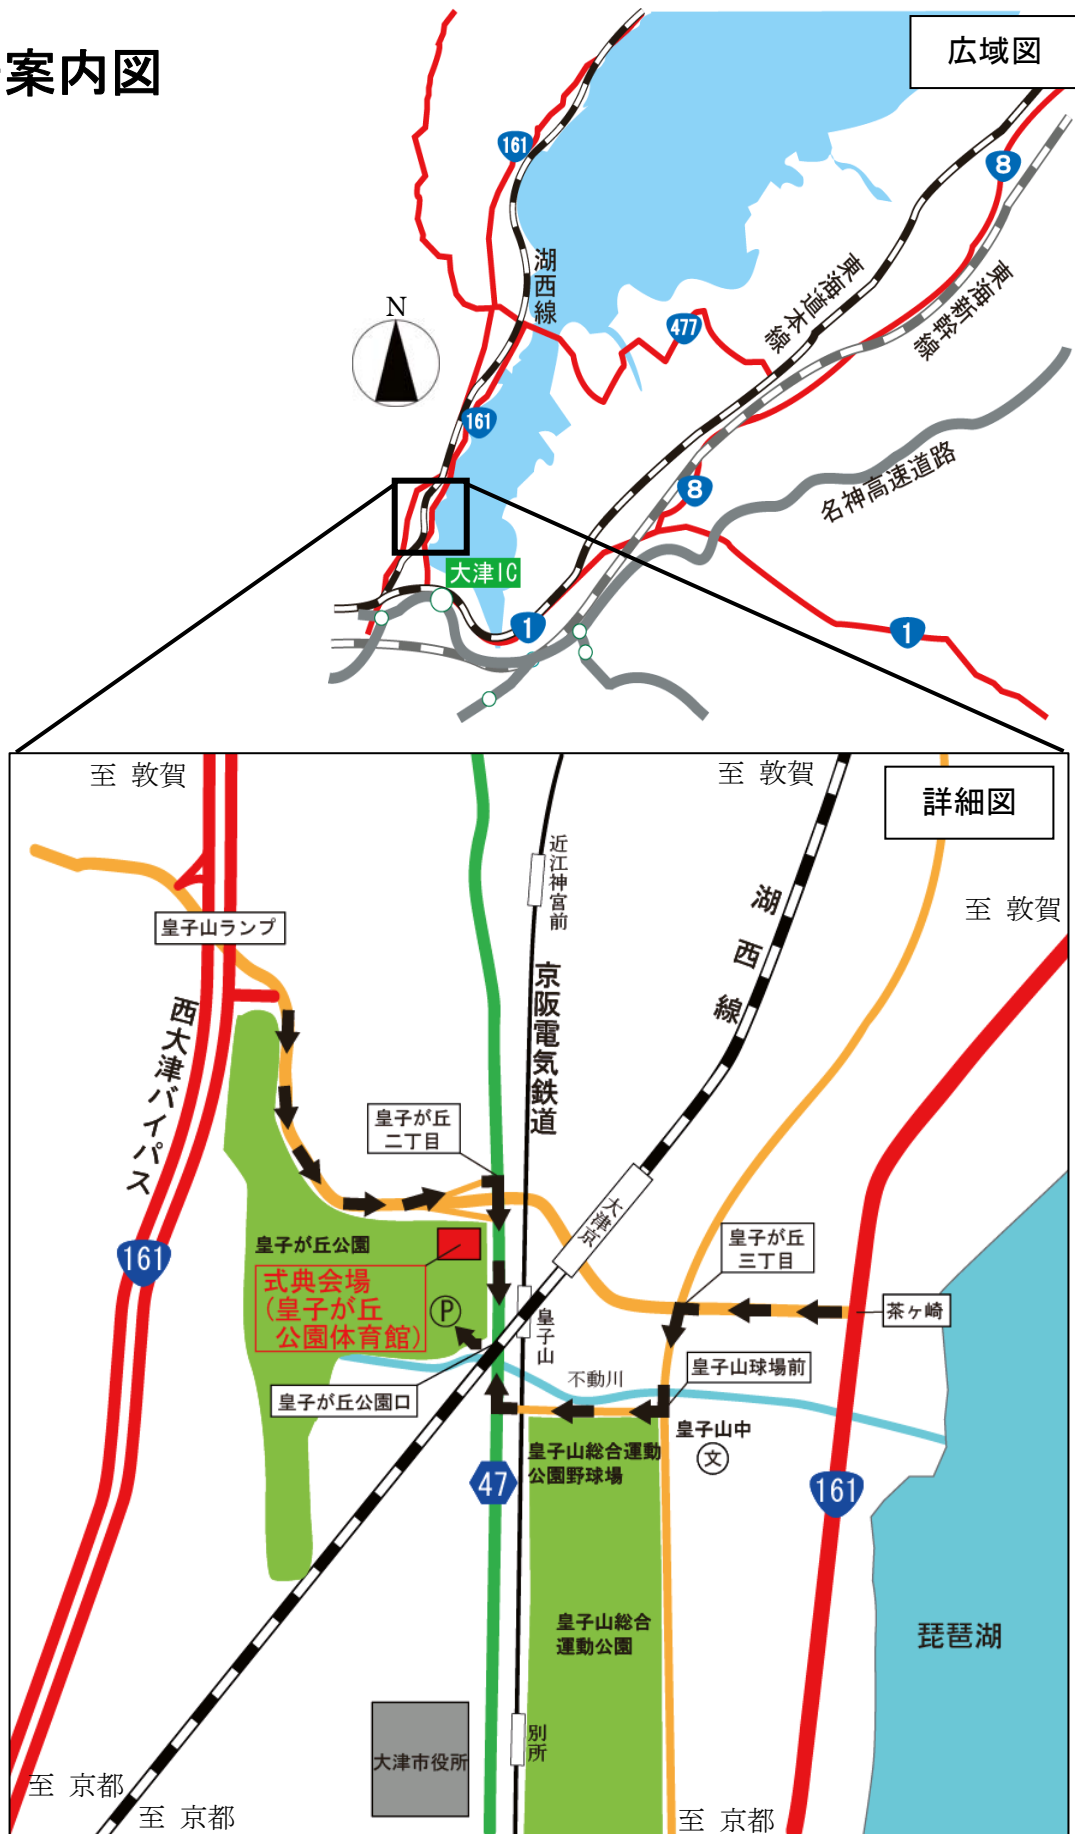 案内図
広域図
161
8
湖西線
東海道本線
東海新幹線
N
477
161
8
名神高速道路
大津IC
1
1
至 敦賀
至 敦賀
詳細図
近江神宮前
湖西線
至 敦賀
皇子山ランプ
京阪電気鉄道
西大津バイパス
皇子が丘
二丁目
大津京
皇子が丘
三丁目
161
皇子が丘公園
式典会場
(皇子が丘
公園体育館)
P
皇子山
茶ヶ崎
不動川
皇子山球場前
皇子が丘公園口
皇子山中
文
皇子山総合運動
公園野球場
47
161
皇子山総合
運動公園
琵琶湖
別所
大津市役所
至 京都
至 京都
至 京都